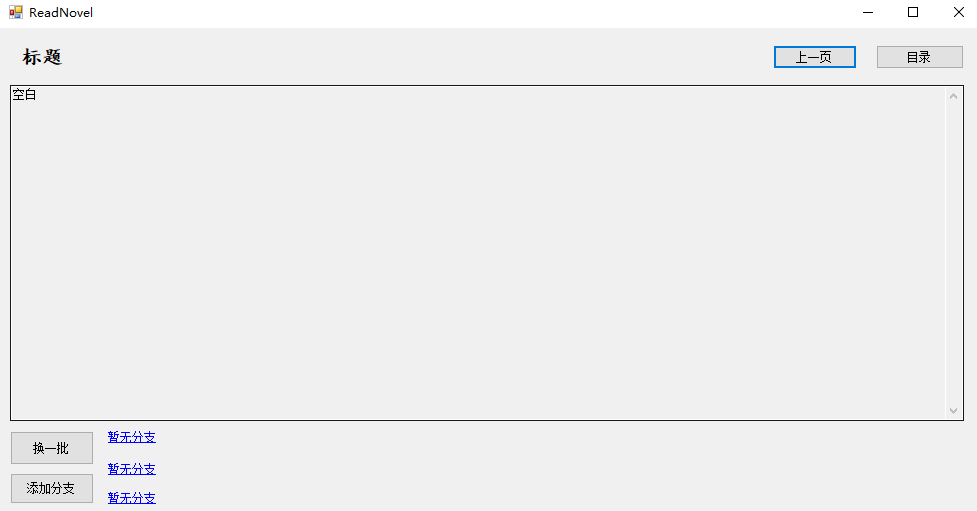 ReadNovel
标题
上一页
目录
空白
换一批
暂无分支
暂无分支
添加分支
暂无分支